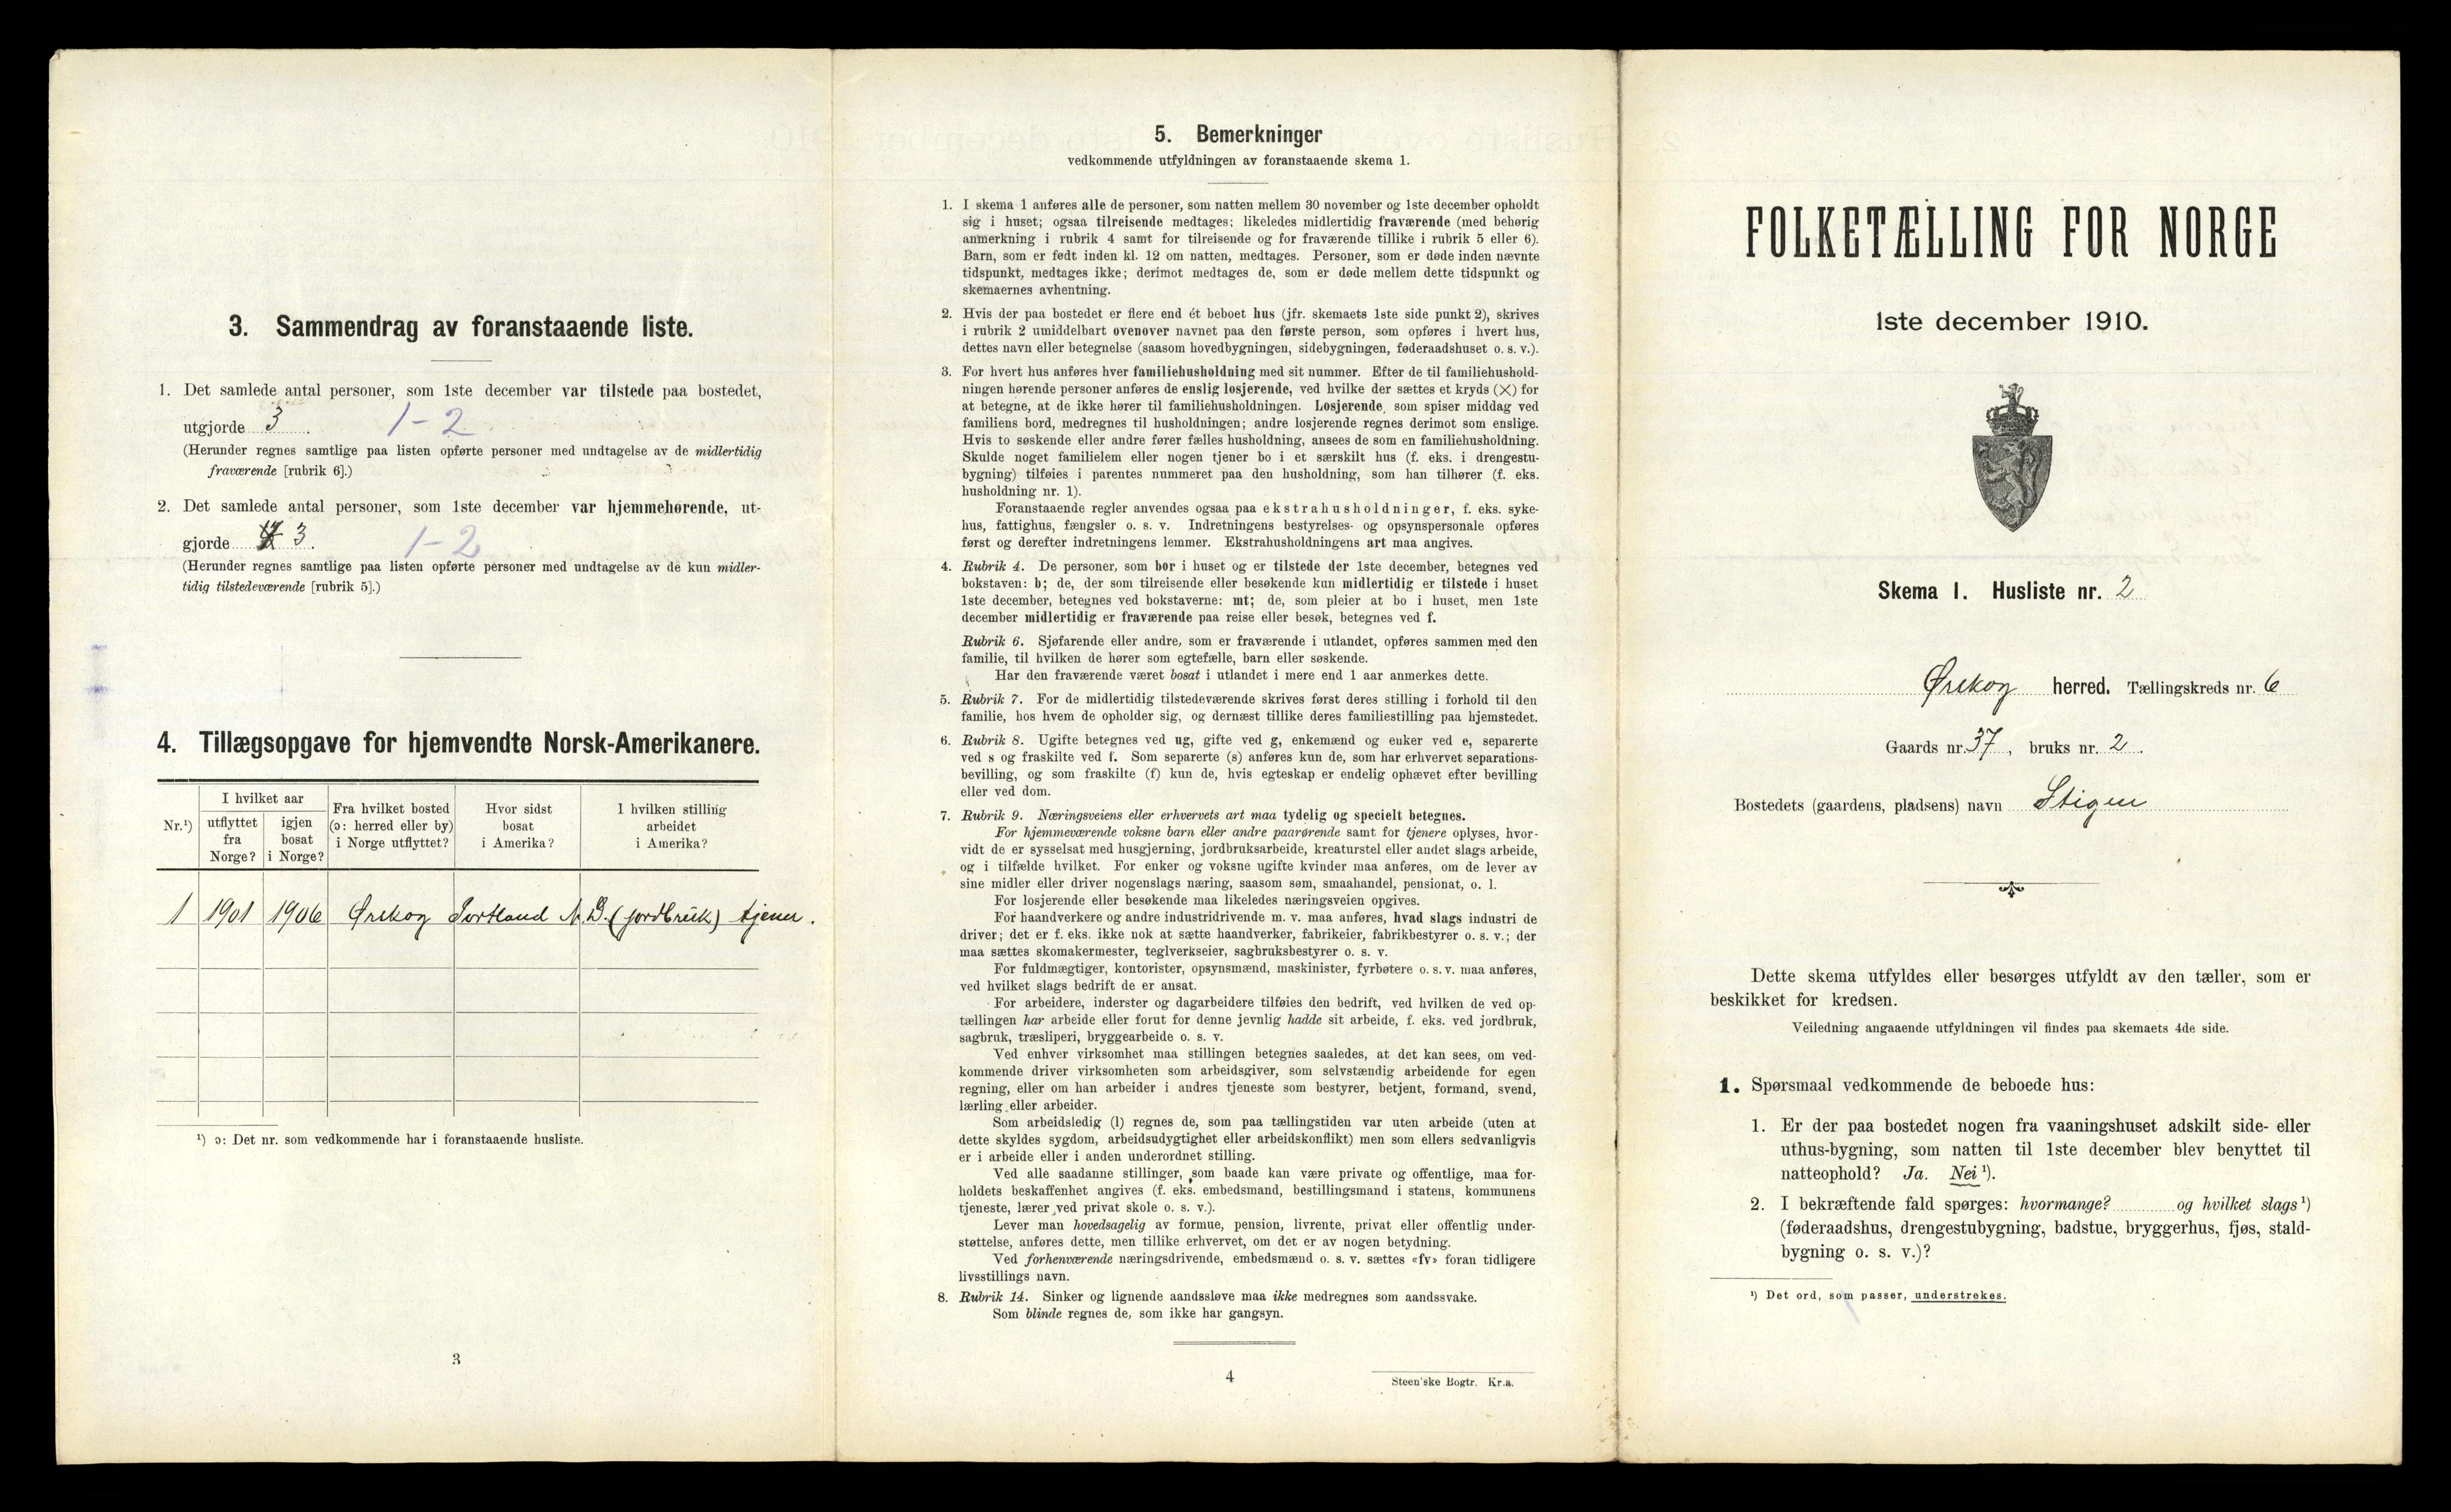 3. Sammendrag av foranstaaende liste.
1. Det samlede antal personer, som 1ste december var tilstede paa bostedet,
utgjorde 3. 1-2
(Herunder regnes samtlige paa listen opførte personer med undtagelse av de midlertidig
fraværende [rubrik 6].)
2. Det samlede antal personer, som 1ste december var hjemmehørende, ut-
gjorde 3. 1-2
(Herunder regnes samtlige paa listen opførte personer med undtagelse av de kun midler-
tidig tilstedeværende [rubrik 5].)
4. Tillægsopgave for hjemvendte Norsk-Amerikanere.
Nr.¹)
I hvilket aar
utflyttet
fra
Norge?
igjen
bosat
i Norge?
Fra hvilket bosted
(ɔ: herred eller by)
i Norge utflyttet?
Hvor sidst
bosat
i Amerika?
I hvilken stilling
arbeidet
i Amerika?
1 1901 1906 Ørskog Portland N.D. (jordbruk) tjener.
¹) ɔ: Det nr. som vedkommende har i foranstaaende husliste.
3
5. Bemerkninger
vedkommende utfyldningen av foranstaaende skema 1.
1. I skema 1 anføres alle de personer, som natten mellem 30 november og 1ste december opholdt
sig i huset; ogsaa tilreisende medtages; likeledes midlertidig fraværende (med behørig
anmerkning i rubrik 4 samt for tilreisende og for fraværende tillike i rubrik 5 eller 6).
Barn, som er født inden kl. 12 om natten, medtages. Personer, som er døde inden nævnte
tidspunkt, medtages ikke; derimot medtages de, som er døde mellem dette tidspunkt og
skemaernes avhentning.
2. Hvis der paa bostedet er flere end ét beboet hus (jfr. skemaets 1ste side punkt 2), skrives
i rubrik 2 umiddelbart ovenover navnet paa den første person, som opføres i hvert hus,
dettes navn eller betegnelse (saasom hovedbygningen, sidebygningen, føderaadshuset o. s. v.).
3. For hvert hus anføres hver familiehusholdning med sit nummer. Efter de til familiehushold-
ningen hørende personer anføres de enslig losjerende, ved hvilke der sættes et kryds (×) for
at betegne, at de ikke hører til familiehusholdningen. Losjerende, som spiser middag ved
familiens bord, medregnes til husholdningen; andre losjerende regnes derimot som enslige.
Hvis to søskende eller andre fører fælles husholdning, ansees de som en familiehusholdning.
Skulde noget familielem eller nogen tjener bo i et særskilt hus (f. eks. i drengestu-
bygning) tilføies i parentes nummeret paa den husholdning, som han tilhører (f. eks.
husholdning nr. 1).
Foranstaaende regler anvendes ogsaa paa ekstrahusholdninger, f. eks. syke-
hus, fattighus, fængsler o. s. v. Indretningens bestyrelses- og opsynspersonale opføres
først og derefter indretningens lemmer. Ekstrahusholdningens art maa angives.
4. Rubrik 4. De personer, som bor i huset og er tilstede der 1ste december, betegnes ved
bokstaven: b; de, der som tilreisende eller besøkende kun midlertidig er tilstede i huset
1ste december, betegnes ved bokstaverne: mt; de, som pleier at bo i huset, men 1ste
december midlertidig er fraværende paa reise eller besøk, betegnes ved f.
Rubrik 6. Sjøfarende eller andre, som er fraværende i utlandet, opføres sammen med den
familie, til hvilken de hører som egtefælle, barn eller søskende.
Har den fraværende været bosat i utlandet i mere end 1 aar anmerkes dette.
5. Rubrik 7. For de midlertidig tilstedeværende skrives først deres stilling i forhold til den
familie, hos hvem de opholder sig, og dernæst tillike deres familiestilling paa hjemstedet.
6. Rubrik 8. Ugifte betegnes ved ug, gifte ved g, enkemænd og enker ved e, separerte
ved s og fraskilte ved f. Som separerte (s) anføres kun de, som har erhvervet separations-
bevilling, og som fraskilte (f) kun de, hvis egteskap er endelig ophævet efter bevilling
eller ved dom.
7. Rubrik 9. Næringsveiens eller erhvervets art maa tydelig og specielt betegnes.
For hjemmeværende voksne barn eller andre paarørende samt for tjenere oplyses, hvor-
vidt de er sysselsat med husgjerning, jordbruksarbeide, kreaturstel eller andet slags arbeide,
og i tilfælde hvilket. For enker og voksne ugifte kvinder maa anføres, om de lever av
sine midler eller driver nogenslags næring, saasom søm, smaahandel, pensionat, o. l.
For losjerende eller besøkende maa likeledes næringsveien opgives.
For haandverkere og andre industridrivende m. v. maa anføres, hvad slags industri de
driver; det er f. eks. ikke nok at sætte haandverker, fabrikeier, fabrikbestyrer o. s. v.; der
maa sættes skomakermester, teglverkseier, sagbruksbestyrer o. s. v.
For fuldmægtiger, kontorister, opsynsmænd, maskinister, fyrbøtere o. s. v. maa anføres,
ved hvilket slags bedrift de er ansat.
For arbeidere, inderster og dagarbeidere tilføies den bedrift, ved hvilken de ved op-
tællingen har arbeide eller forut for denne jevnlig hadde sit arbeide, f. eks. ved jordbruk,
sagbruk, træsliperi, bryggearbeide o. s. v.
Ved enhver virksomhet maa stillingen betegnes saaledes, at det kan sees, om ved-
kommende driver virksomheten som arbeidsgiver, som selvstændig arbeidende for egen
regning, eller om han arbeider i andres tjeneste som bestyrer, betjent, formand, svend,
lærling eller arbeider.
Som arbeidsledig (l) regnes de, som paa tællingstiden var uten arbeide (uten at
dette skyldes sygdom, arbeidsudygtighet eller arbeidskonflikt) men som ellers sedvanligvis
er i arbeide eller i anden underordnet stilling.
Ved alle saadanne stillinger, som baade kan være private og offentlige, maa for-
holdets beskaffenhet angives (f. eks. embedsmand, bestillingsmand i statens, kommunens
tjeneste, lærer ved privat skole o. s. v.).
Lever man hovedsagelig av formue, pension, livrente, privat eller offentlig under-
støttelse, anføres dette, men tillike erhvervet, om det er av nogen betydning.
Ved forhenværende næringsdrivende, embedsmænd o. s. v. sættes «fv» foran tidligere
livsstillings navn.
8. Rubrik 14. Sinker og lignende aandssløve maa ikke medregnes som aandssvake.
Som blinde regnes de, som ikke har gangsyn.
4
Steen'ske Bogtr. Kr.a.
FOLKETÆLLING FOR NORGE
1ste december 1910.
Skema 1. Husliste nr. 2
Ørskog herred. Tællingskreds nr. 6
Gaards nr. 37, bruks nr. 2.
Bostedets (gaardens, pladsens) navn Stigen
Dette skema utfyldes eller besørges utfyldt av den tæller, som er
beskikket for kredsen.
Veiledning angaaende utfyldningen vil findes paa skemaets 4de side.
1. Spørsmaal vedkommende de beboede hus:
1. Er der paa bostedet nogen fra vaaningshuset adskilt side- eller
uthus-bygning, som natten til 1ste december blev benyttet til
natteophold? Ja. Nei ¹).
2. I bekræftende fald spørges: hvormange? og hvilket slags ¹)
(føderaadshus, drengestubygning, badstue, bryggerhus, fjøs, stald-
bygning o. s. v.)?
¹) Det ord, som passer, understrekes.